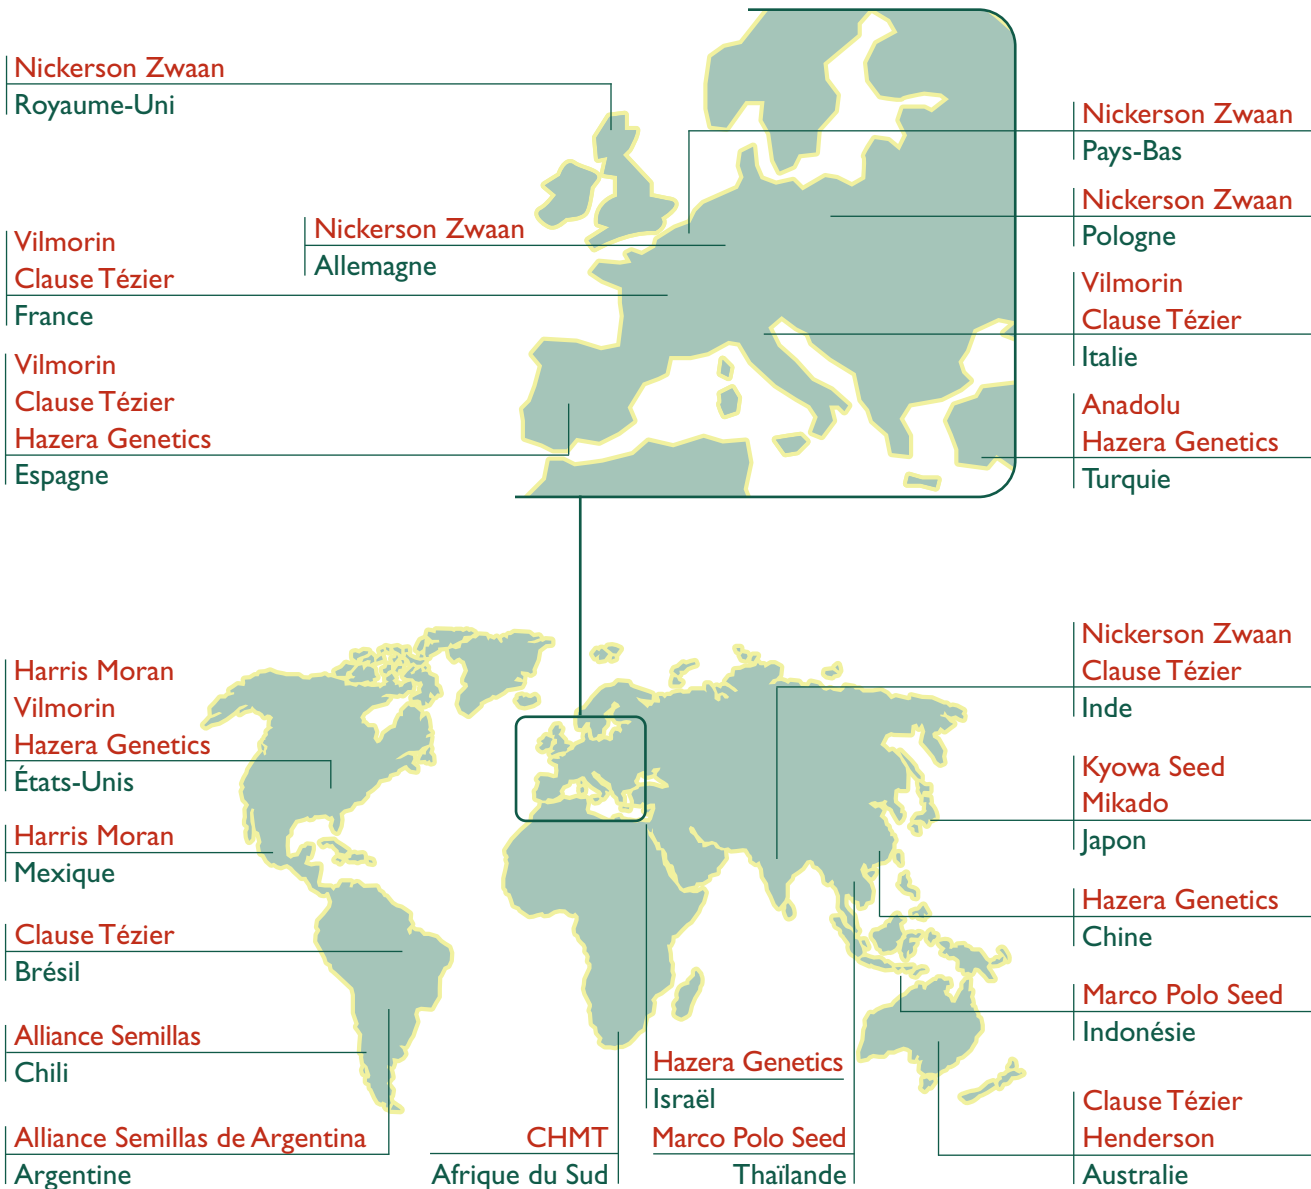 Nickerson Zwaan
Royaume-Uni
Nickerson Zwaan
Pays-Bas
Nickerson Zwaan
Pologne
Nickerson Zwaan
Allemagne
Vilmorin
Clause Tézier
France
Vilmorin
Clause Tézier
Italie
Vilmorin
Clause Tézier
Hazera Genetics
Espagne
Anadolu
Hazera Genetics
Turquie
Harris Moran
Vilmorin
Hazera Genetics
États-Unis
Nickerson Zwaan
Clause Tézier
Inde
Kyowa Seed
Mikado
Japon
Harris Moran
Mexique
Hazera Genetics
Chine
Clause Tézier
Brésil
Marco Polo Seed
Indonésie
Alliance Semillas
Chili
Hazera Genetics
Israël
Clause Tézier
Henderson
Australie
Alliance Semillas de Argentina
Argentine
CHMT
Afrique du Sud
Marco Polo Seed
Thaïlande